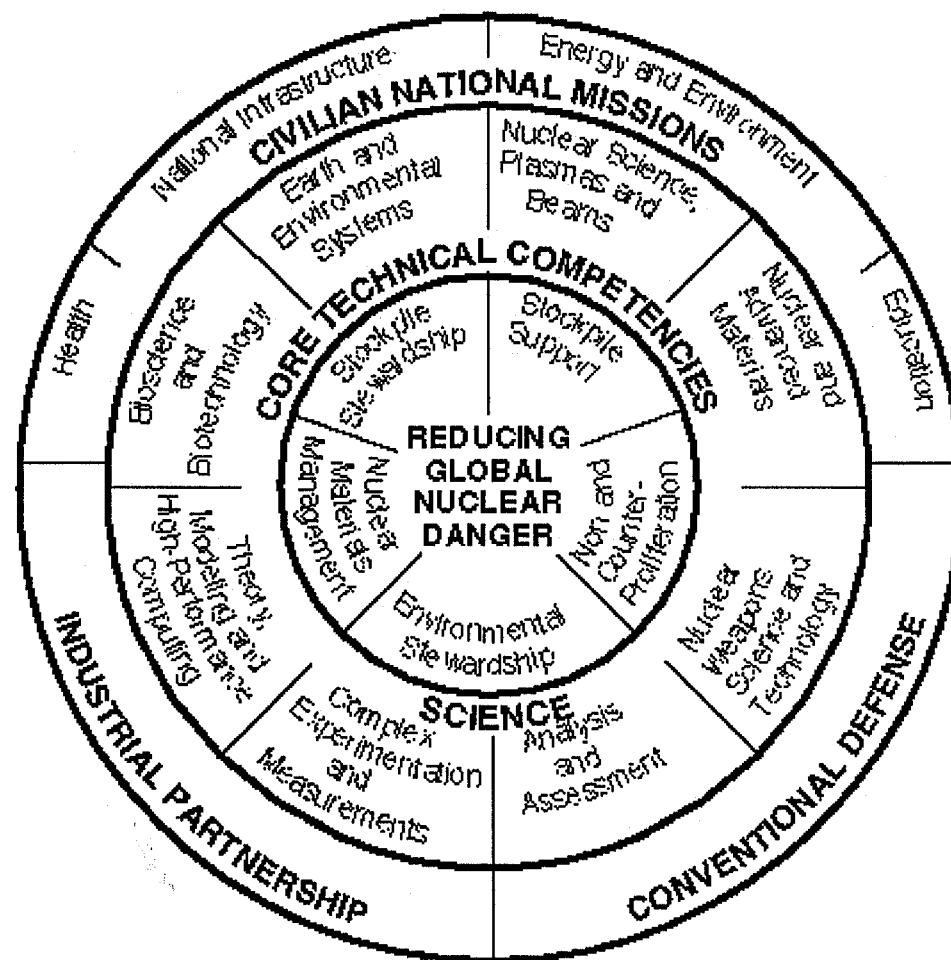 National Infrastructure
Energy and Environment
CIVILIAN NATIONAL MISSIONS
Health
Education
Earth and
Environmental
Systems
Nuclear Science,
Plasmas and
Beams
Bioscience
and
Biotechnology
Nuclear and
Advanced
Materials
CORE TECHNICAL COMPETENCIES
Stockpile
Stewardship
Stockpile
Support
REDUCING
GLOBAL
NUCLEAR
DANGER
Nuclear
Materials
Management
Non and
Counter-
Proliferation
Environmental
Stewardship
Theory,
Modeling and
High-Performance
Computing
Nuclear
Weapons
Science and
Technology
SCIENCE
Complex
Experimentation
and
Measurements
Analysis
and
Assessment
INDUSTRIAL PARTNERSHIP
CONVENTIONAL DEFENSE